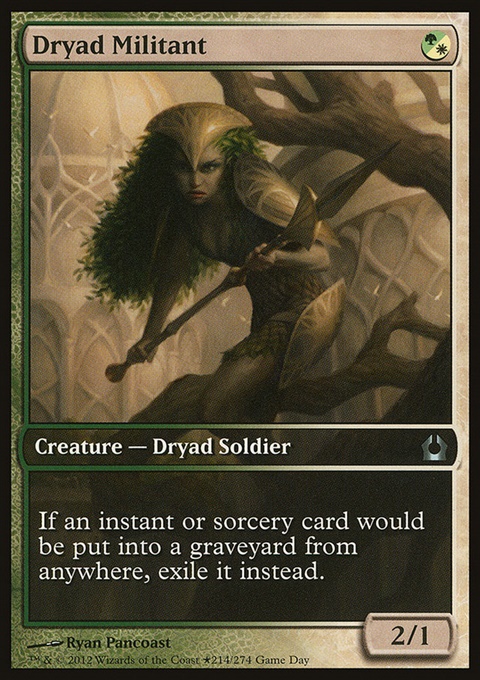 Dryad Militant
Creature — Dryad Soldier
If an instant or sorcery card would
be put into a graveyard from
anywhere, exile it instead.
2/1
Ryan Pancoast
™ & © 2012 Wizards of the Coast ★214/274 Game Day